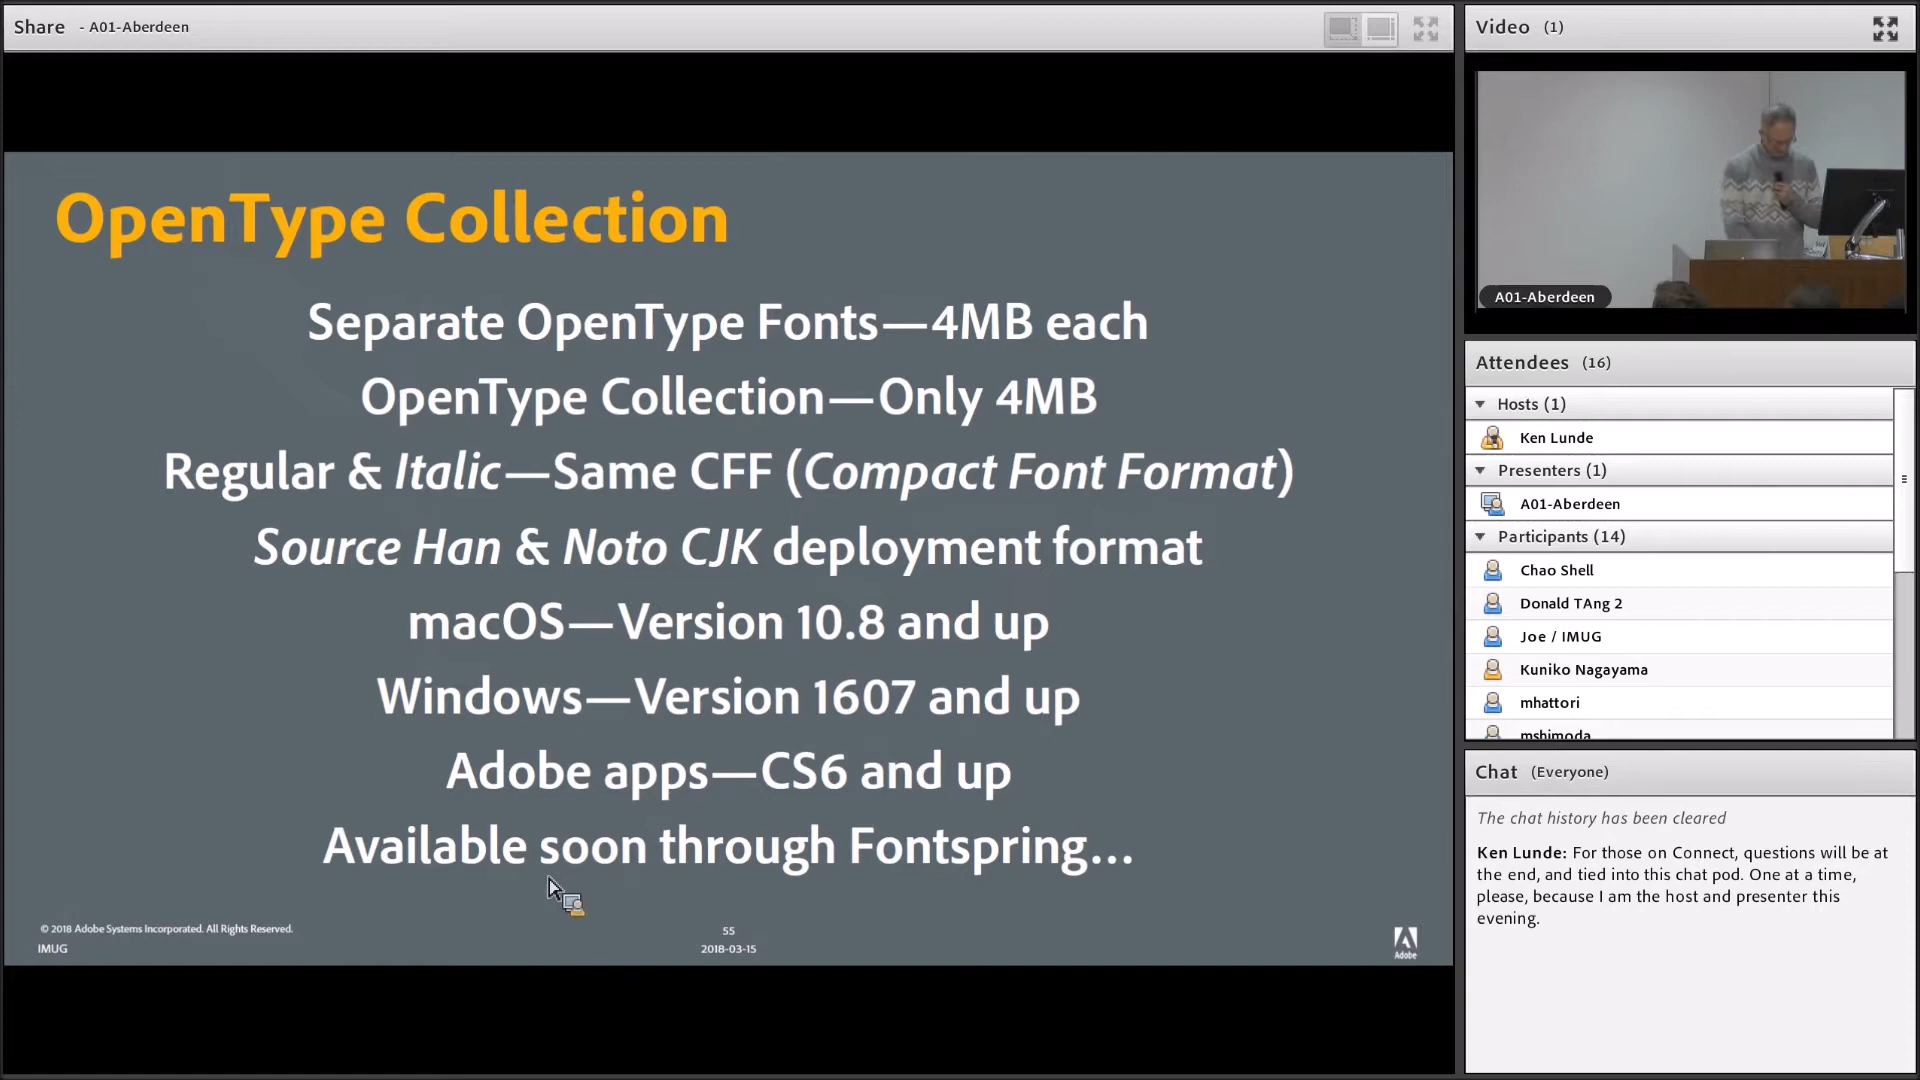 Share - A01-Aberdeen
OpenType Collection
Separate OpenType Fonts—4MB each
OpenType Collection—Only 4MB
Regular & Italic—Same CFF (Compact Font Format)
Source Han & Noto CJK deployment format
macOS—Version 10.8 and up
Windows—Version 1607 and up
Adobe apps—CS6 and up
Available soon through Fontspring…
© 2018 Adobe Systems Incorporated. All Rights Reserved.
IMUG
55
2018-03-15
Adobe
Video (1)
A01-Aberdeen
Attendees (16)
Hosts (1)
Ken Lunde
Presenters (1)
A01-Aberdeen
Participants (14)
Chao Shell
Donald TAng 2
Joe / IMUG
Kuniko Nagayama
mhattori
mshimoda
Chat (Everyone)
The chat history has been cleared
Ken Lunde: For those on Connect, questions will be at
the end, and tied into this chat pod. One at a time,
please, because I am the host and presenter this
evening.